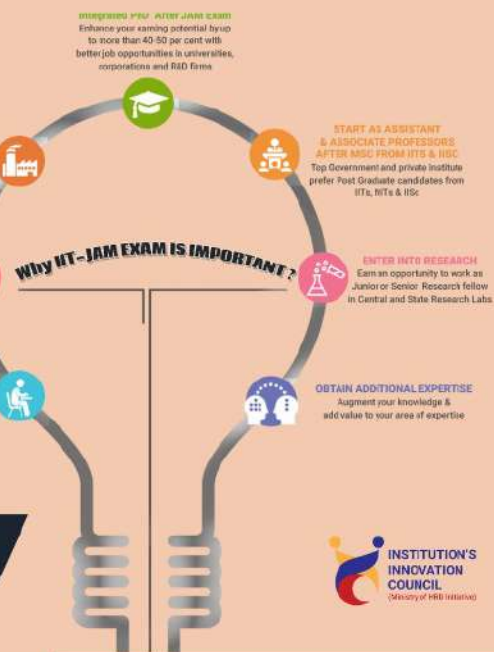 Integrated PhD After JAM Exam
Enhance your earning potential by up
to more than 40-50 per cent with
better job opportunities in universities,
corporations and R&D firms
START AS ASSISTANT
& ASSOCIATE PROFESSORS
AFTER MSC FROM IITS & IISC
Top Government and private Institute
prefer Post Graduate candidates from
IITs, NITs & IISc
Why IIT-JAM EXAM IS IMPORTANT?
ENTER INTO RESEARCH
Earn an opportunity to work as
Junior or Senior Research fellow
in Central and State Research Labs
OBTAIN ADDITIONAL EXPERTISE
Augment your knowledge &
add value to your area of expertise
INSTITUTION'S
INNOVATION
COUNCIL
(Ministry of HRD Initiative)